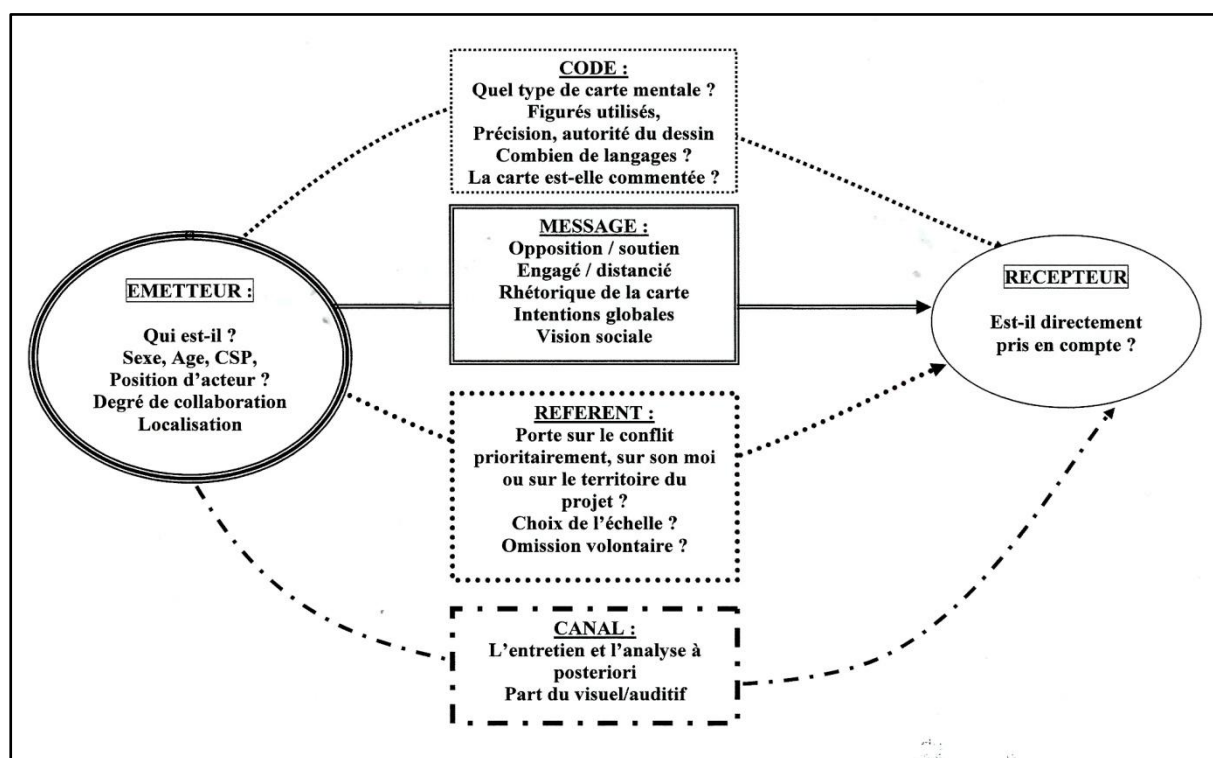 CODE :
Quel type de carte mentale ?
Figurés utilisés,
Précision, autorité du dessin
Combien de langages ?
La carte est-elle commentée ?
MESSAGE :
Opposition / soutien
Engagé / distancié
Rhétorique de la carte
Intentions globales
Vision sociale
EMETTEUR :
Qui est-il ?
Sexe, Age, CSP,
Position d'acteur ?
Degré de collaboration
Localisation
RECEPTEUR
Est-il directement
pris en compte ?
REFERENT :
Porte sur le conflit
prioritairement, sur son moi
ou sur le territoire du
projet ?
Choix de l'échelle ?
Omission volontaire ?
CANAL :
L'entretien et l'analyse à
posteriori
Part du visuel/auditif